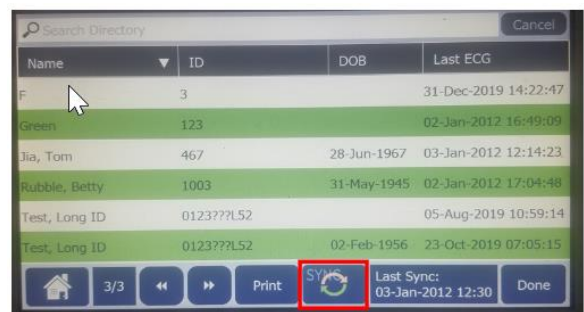 Search Directory Cancel
Name ID DOB Last ECG
F 3 31-Dec-2019 14:22:47
Green 123 02-Jan-2012 16:49:09
Jia, Tom 467 28-Jun-1967 03-Jan-2012 12:14:23
Rubble, Betty 1003 31-May-1945 02-Jan-2012 17:04:48
Test, Long ID 0123???L52 05-Aug-2019 10:59:14
Test, Long ID 0123???L52 02-Feb-1956 23-Oct-2019 07:05:15
3/3 Print SYNC Last Sync: Done
03-Jan-2012 12:30